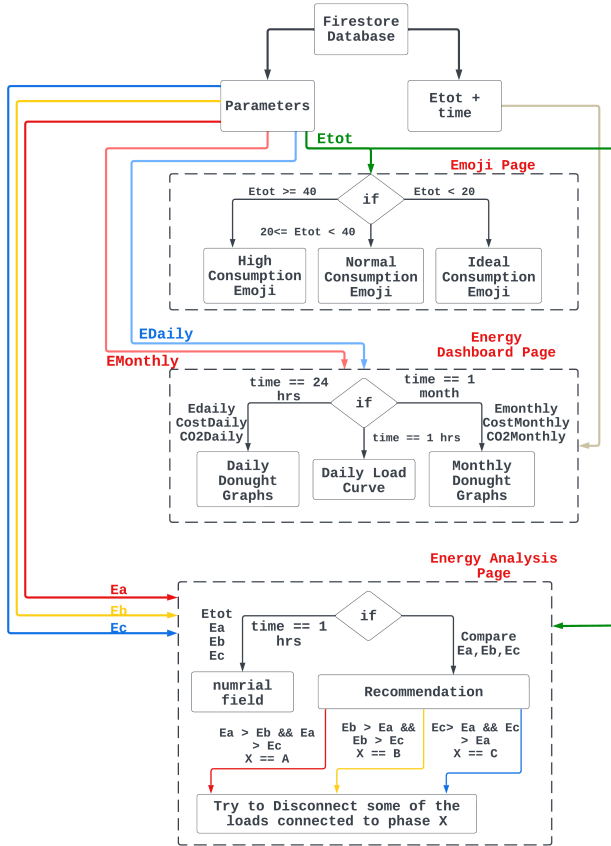 Firestore
Database
Parameters
Etot +
time
Etot
Emoji Page
Etot >= 40
if
Etot < 20
20<= Etot < 40
High
Consumption
Emoji
Normal
Consumption
Emoji
Ideal
Consumption
Emoji
EDaily
EMonthly
Energy
Dashboard Page
time == 24
hrs
time == 1
month
if
Edaily
CostDaily
CO2Daily
Emonthly
CostMonthly
CO2Monthly
time == 1 hrs
Daily
Donught
Graphs
Daily Load
Curve
Monthly
Donught
Graphs
Energy Analysis
Page
Ea
Eb
Ec
Etot
Ea
Eb
Ec
time == 1
hrs
if
Compare
Ea,Eb,Ec
numrial
field
Recommendation
Ea > Eb && Ea
> Ec
X == A
Eb > Ea &&
Eb > Ec
X == B
Ec> Ea && Ec
> Ea
X == C
Try to Disconnect some of the
loads connected to phase X